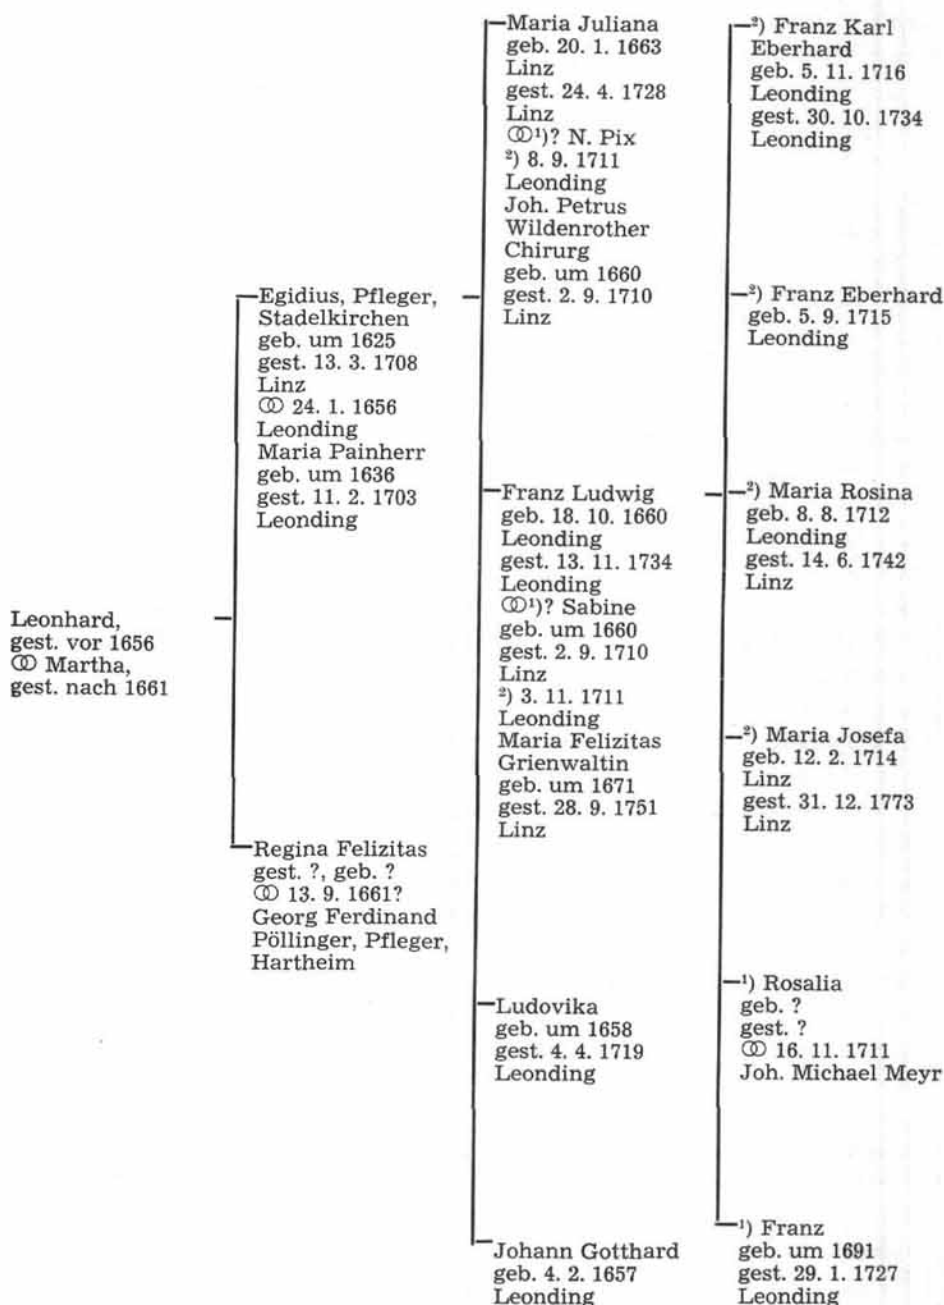 Leonhard,
gest. vor 1656
⚭ Martha,
gest. nach 1661
Egidius, Pfleger,
Stadelkirchen
geb. um 1625
gest. 13. 3. 1708
Linz
⚭ 24. 1. 1656
Leonding
Maria Painherr
geb. um 1636
gest. 11. 2. 1703
Leonding
Regina Felizitas
gest. ?, geb. ?
⚭ 13. 9. 1661?
Georg Ferdinand
Pöllinger, Pfleger,
Hartheim
Maria Juliana
geb. 20. 1. 1663
Linz
gest. 24. 4. 1728
Linz
⚭¹)? N. Pix
²) 8. 9. 1711
Leonding
Joh. Petrus
Wildenrother
Chirurg
geb. um 1660
gest. 2. 9. 1710
Linz
Franz Ludwig
geb. 18. 10. 1660
Leonding
gest. 13. 11. 1734
Leonding
⚭¹)? Sabine
geb. um 1660
gest. 2. 9. 1710
Linz
²) 3. 11. 1711
Leonding
Maria Felizitas
Grienwaltin
geb. um 1671
gest. 28. 9. 1751
Linz
Ludovika
geb. um 1658
gest. 4. 4. 1719
Leonding
Johann Gotthard
geb. 4. 2. 1657
Leonding
²) Franz Karl
Eberhard
geb. 5. 11. 1716
Leonding
gest. 30. 10. 1734
Leonding
²) Franz Eberhard
geb. 5. 9. 1715
Leonding
²) Maria Rosina
geb. 8. 8. 1712
Leonding
gest. 14. 6. 1742
Linz
²) Maria Josefa
geb. 12. 2. 1714
Linz
gest. 31. 12. 1773
Linz
¹) Rosalia
geb. ?
gest. ?
⚭ 16. 11. 1711
Joh. Michael Meyr
¹) Franz
geb. um 1691
gest. 29. 1. 1727
Leonding